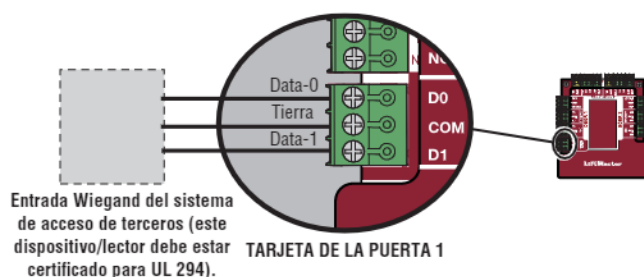 N
NC
Data-0
D0
Tierra
COM
Data-1
D1
Entrada Wiegand del sistema
de acceso de terceros (este
dispositivo/lector debe estar
certificado para UL 294).
TARJETA DE LA PUERTA 1
LiftMaster